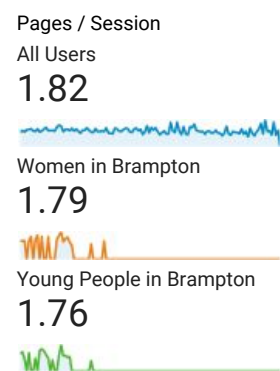 Pages / Session
All Users
1.82
Women in Brampton
1.79
Young People in Brampton
1.76